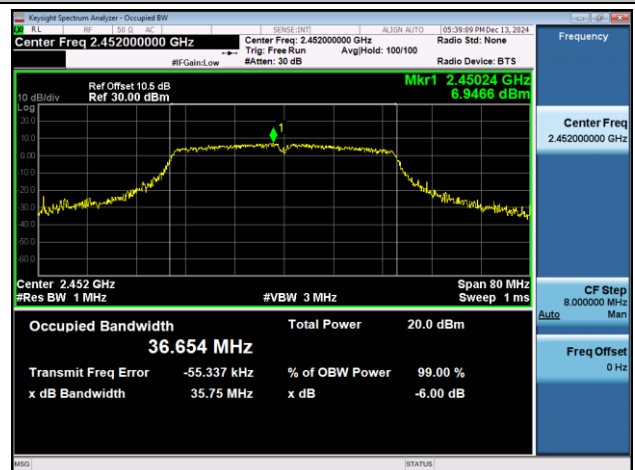 Keysight Spectrum Analyzer - Occupied BW
RL RF 50 Ω AC SENSE:INT ALIGN AUTO 05:39:09 PM Dec 13, 2024
Center Freq 2.452000000 GHz
Center Freq: 2.452000000 GHz
Radio Std: None
Trig: Free Run Avg|Hold: 100/100
#IFGain:Low #Atten: 30 dB Radio Device: BTS
Frequency
Ref Offset 10.5 dB
10 dB/div Ref 30.00 dBm
Mkr1 2.45024 GHz
6.9466 dBm
Log
20.0
10.0
0.00
-10.0
-20.0
-30.0
-40.0
-50.0
-60.0
1
Center 2.452 GHz Span 80 MHz
#Res BW 1 MHz #VBW 3 MHz Sweep 1 ms
Occupied Bandwidth Total Power 20.0 dBm
36.654 MHz
Transmit Freq Error -55.337 kHz % of OBW Power 99.00 %
x dB Bandwidth 35.75 MHz x dB -6.00 dB
Center Freq
2.452000000 GHz
CF Step
8.000000 MHz
Auto Man
Freq Offset
0 Hz
MSG STATUS